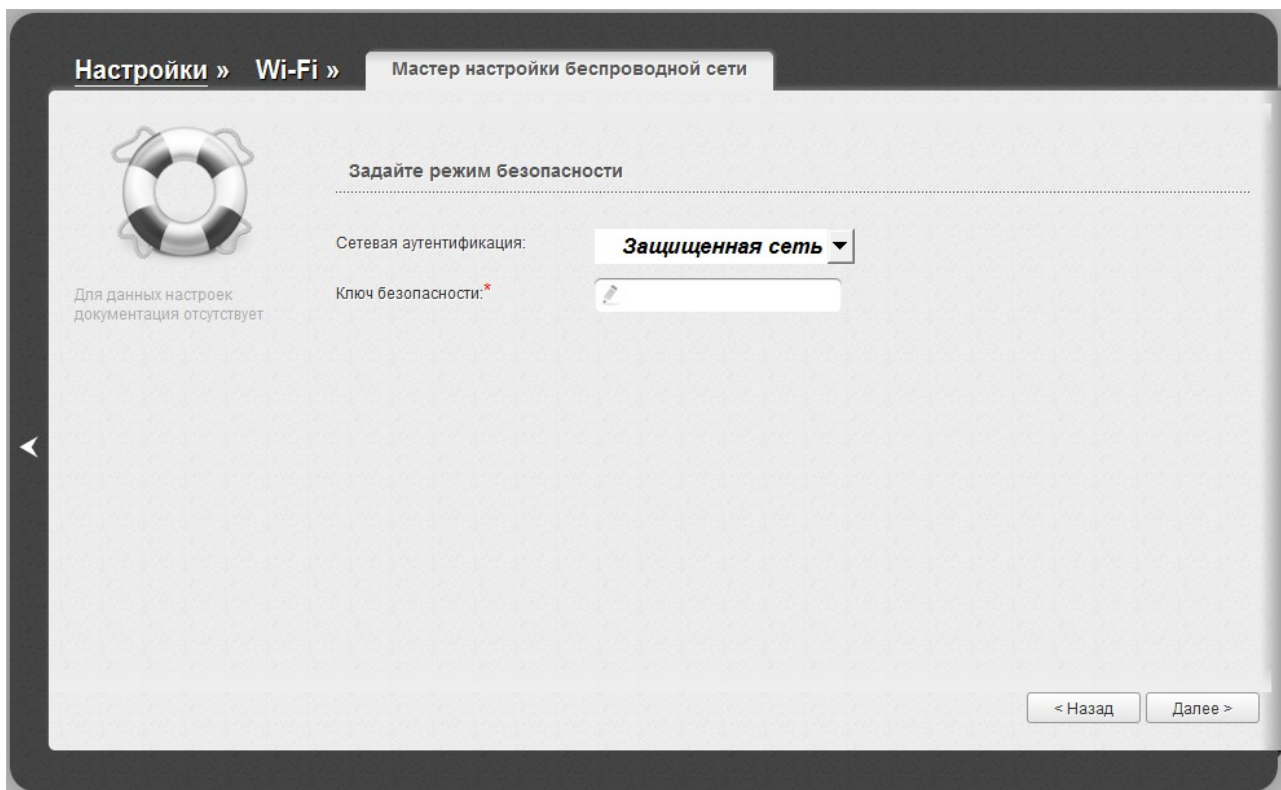 Настройки » Wi-Fi » Мастер настройки беспроводной сети
Задайте режим безопасности
Сетевая аутентификация: Защищенная сеть
Ключ безопасности:*
Для данных настроек
документация отсутствует
< Назад Далее >